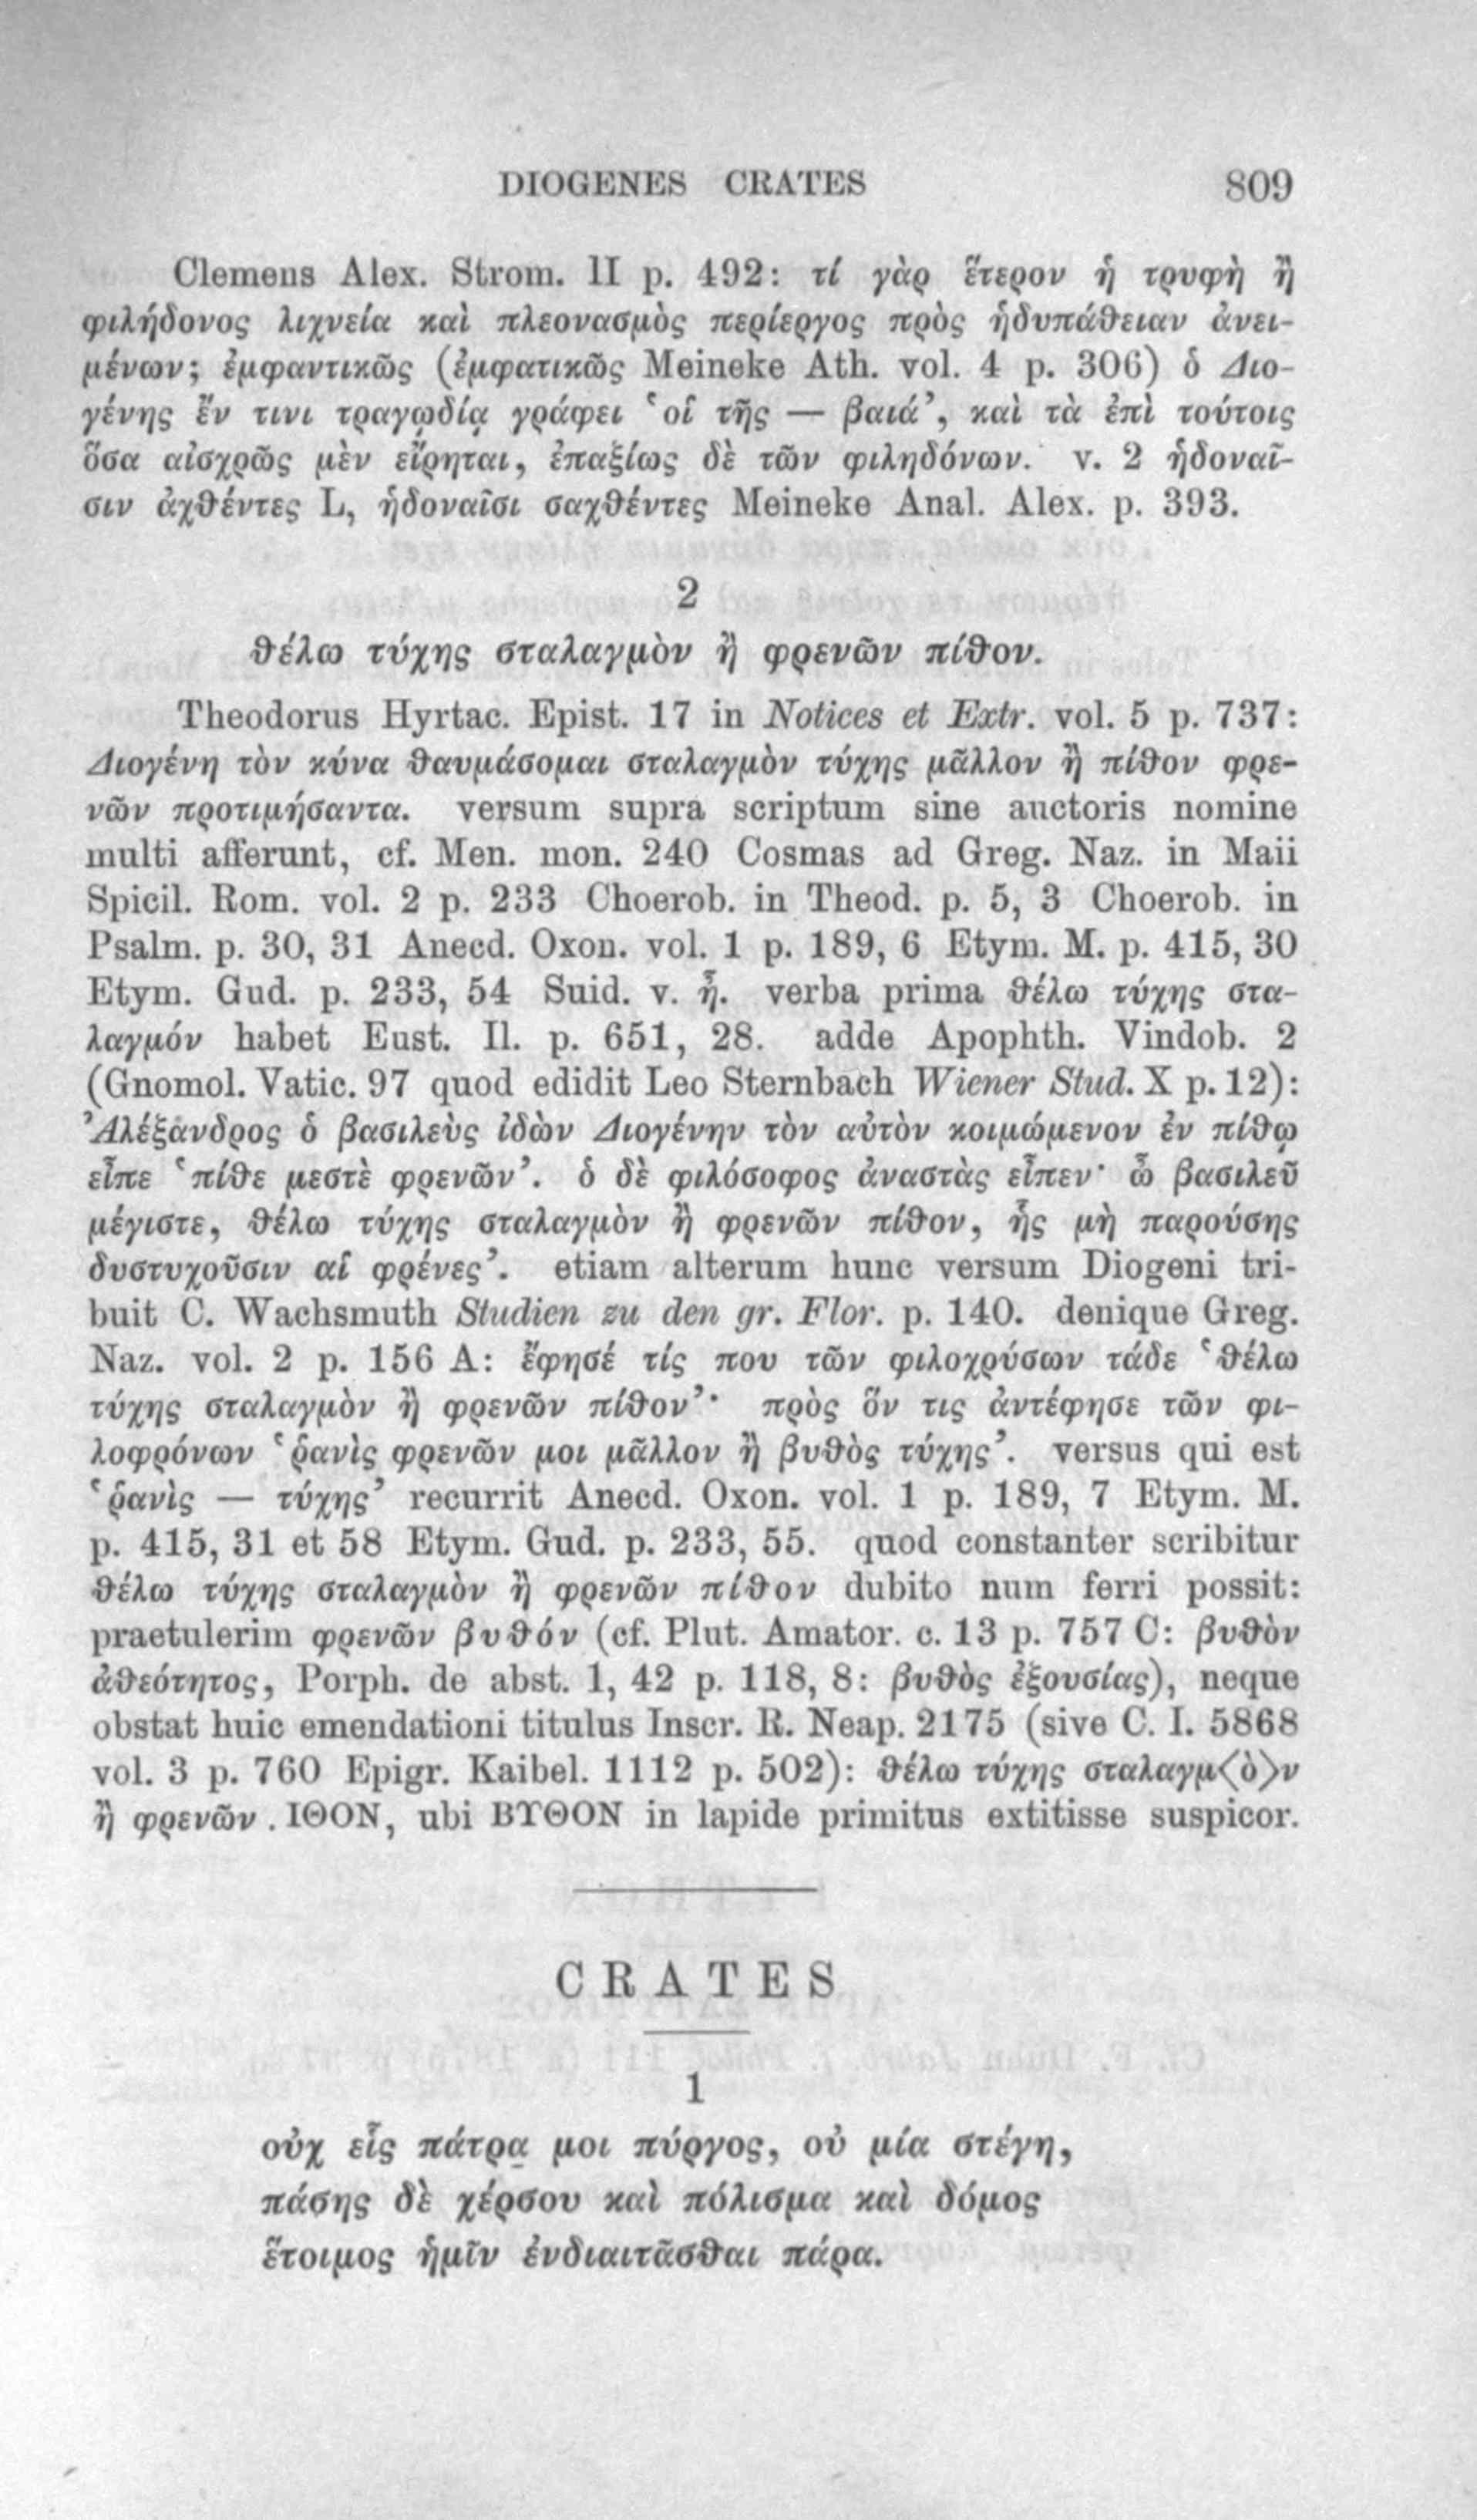 DIOGENES CRATES 809
Clemens Alex. Strom. II p. 492: τί γὰρ ἕτερον ἡ τρυφὴ ἢ
φιλήδονος λιχνεία καὶ πλεονασμὸς περίεργος πρὸς ἡδυπάθειαν ἀνει-
μένων; ἐμφαντικῶς (ἐμφατικῶς Meineke Ath. vol. 4 p. 306) ὁ Διο-
γένης ἔν τινι τραγῳδίᾳ γράφει ‘οἱ τῆς — βαιά’, καὶ τὰ ἐπὶ τούτοις
ὅσα αἰσχρῶς μὲν εἴρηται, ἐπαξίως δὲ τῶν φιληδόνων. v. 2 ἡδοναῖ-
σιν ἀχθέντες L, ἡδοναῖσι σαχθέντες Meineke Anal. Alex. p. 393.
2
θέλω τύχης σταλαγμὸν ἢ φρενῶν πίθον.
Theodorus Hyrtac. Epist. 17 in Notices et Extr. vol. 5 p. 737:
Διογένη τὸν κύνα θαυμάσομαι σταλαγμὸν τύχης μᾶλλον ἢ πίθον φρε-
νῶν προτιμήσαντα. versum supra scriptum sine auctoris nomine
multi afferunt, cf. Men. mon. 240 Cosmas ad Greg. Naz. in Maii
Spicil. Rom. vol. 2 p. 233 Choerob. in Theod. p. 5, 3 Choerob. in
Psalm. p. 30, 31 Anecd. Oxon. vol. 1 p. 189, 6 Etym. M. p. 415, 30
Etym. Gud. p. 233, 54 Suid. v. ἦ. verba prima θέλω τύχης στα-
λαγμόν habet Eust. Il. p. 651, 28. adde Apophth. Vindob. 2
(Gnomol. Vatic. 97 quod edidit Leo Sternbach Wiener Stud. X p. 12):
Ἀλέξανδρος ὁ βασιλεὺς ἰδὼν Διογένην τὸν αὐτὸν κοιμώμενον ἐν πίθῳ
εἶπε ‘πίθε μεστὲ φρενῶν’. ὁ δὲ φιλόσοφος ἀναστὰς εἶπεν· ὦ βασιλεῦ
μέγιστε, θέλω τύχης σταλαγμὸν ἢ φρενῶν πίθον, ἧς μὴ παρούσης
δυστυχοῦσιν αἱ φρένες’. etiam alterum hunc versum Diogeni tri-
buit C. Wachsmuth Studien zu den gr. Flor. p. 140. denique Greg.
Naz. vol. 2 p. 156 A: ἔφησέ τίς που τῶν φιλοχρύσων τάδε ‘θέλω
τύχης σταλαγμὸν ἢ φρενῶν πίθον’· πρὸς ὅν τις ἀντέφησε τῶν φι-
λοφρόνων ‘ῥανὶς φρενῶν μοι μᾶλλον ἢ βυθὸς τύχης’. versus qui est
‘ῥανὶς — τύχης’ recurrit Anecd. Oxon. vol. 1 p. 189, 7 Etym. M.
p. 415, 31 et 58 Etym. Gud. p. 233, 55. quod constanter scribitur
θέλω τύχης σταλαγμὸν ἢ φρενῶν πίθον dubito num ferri possit:
praetulerim φρενῶν βυθόν (cf. Plut. Amator. c. 13 p. 757 C: βυθὸν
ἀθεότητος, Porph. de abst. 1, 42 p. 118, 8: βυθὸς ἐξουσίας), neque
obstat huic emendationi titulus Inscr. R. Neap. 2175 (sive C. I. 5868
vol. 3 p. 760 Epigr. Kaibel. 1112 p. 502): θέλω τύχης σταλαγμ<ὸ>ν
ἢ φρενῶν . ΙΘΟΝ, ubi ΒΥΘΟΝ in lapide primitus extitisse suspicor.
CRATES
1
οὐχ εἷς πάτρᾳ μοι πύργος, οὐ μία στέγη,
πάσης δὲ χέρσου καὶ πόλισμα καὶ δόμος
ἕτοιμος ἡμῖν ἐνδιαιτᾶσθαι πάρα.